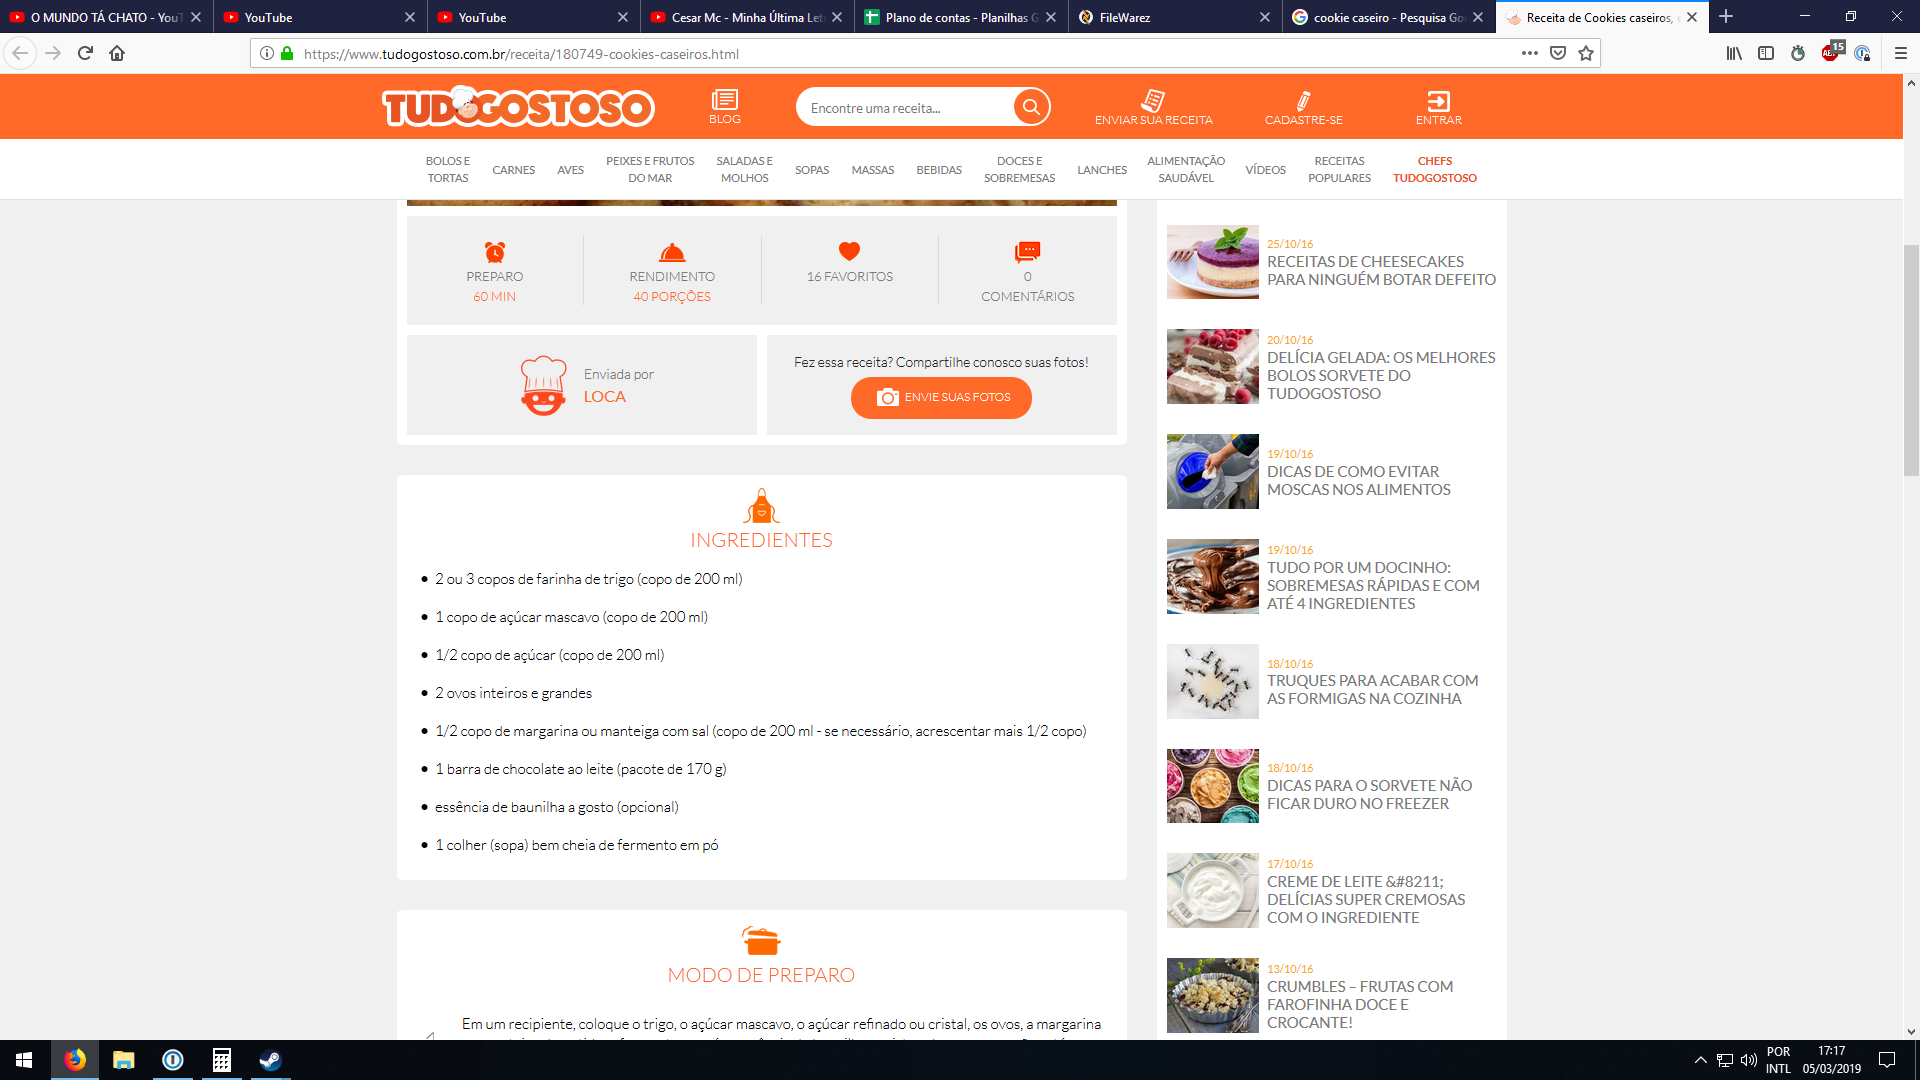 O MUNDO TÁ CHATO - YouT
YouTube
YouTube
Cesar Mc - Minha Última Let
Plano de contas - Planilhas G
FileWarez
cookie caseiro - Pesquisa Goo
Receita de Cookies caseiros,
https://www.tudogostoso.com.br/receita/180749-cookies-caseiros.html
15
TUDOGOSTOSO
BLOG
Encontre uma receita...
ENVIAR SUA RECEITA
CADASTRE-SE
ENTRAR
BOLOS E TORTAS
CARNES
AVES
PEIXES E FRUTOS DO MAR
SALADAS E MOLHOS
SOPAS
MASSAS
BEBIDAS
DOCES E SOBREMESAS
LANCHES
ALIMENTAÇÃO SAUDÁVEL
VÍDEOS
RECEITAS POPULARES
CHEFS TUDOGOSTOSO
PREPARO
60 MIN
RENDIMENTO
40 PORÇÕES
16 FAVORITOS
0
COMENTÁRIOS
Enviada por
LOCA
Fez essa receita? Compartilhe conosco suas fotos!
ENVIE SUAS FOTOS
INGREDIENTES
2 ou 3 copos de farinha de trigo (copo de 200 ml)
1 copo de açúcar mascavo (copo de 200 ml)
1/2 copo de açúcar (copo de 200 ml)
2 ovos inteiros e grandes
1/2 copo de margarina ou manteiga com sal (copo de 200 ml - se necessário, acrescentar mais 1/2 copo)
1 barra de chocolate ao leite (pacote de 170 g)
essência de baunilha a gosto (opcional)
1 colher (sopa) bem cheia de fermento em pó
MODO DE PREPARO
Em um recipiente, coloque o trigo, o açúcar mascavo, o açúcar refinado ou cristal, os ovos, a margarina
25/10/16
RECEITAS DE CHEESECAKES
PARA NINGUÉM BOTAR DEFEITO
20/10/16
DELÍCIA GELADA: OS MELHORES
BOLOS SORVETE DO
TUDOGOSTOSO
19/10/16
DICAS DE COMO EVITAR
MOSCAS NOS ALIMENTOS
19/10/16
TUDO POR UM DOCINHO:
SOBREMESAS RÁPIDAS E COM
ATÉ 4 INGREDIENTES
18/10/16
TRUQUES PARA ACABAR COM
AS FORMIGAS NA COZINHA
18/10/16
DICAS PARA O SORVETE NÃO
FICAR DURO NO FREEZER
17/10/16
CREME DE LEITE &#8211;
DELÍCIAS SUPER CREMOSAS
COM O INGREDIENTE
13/10/16
CRUMBLES – FRUTAS COM
FAROFINHA DOCE E
CROCANTE!
POR
INTL
17:17
05/03/2019